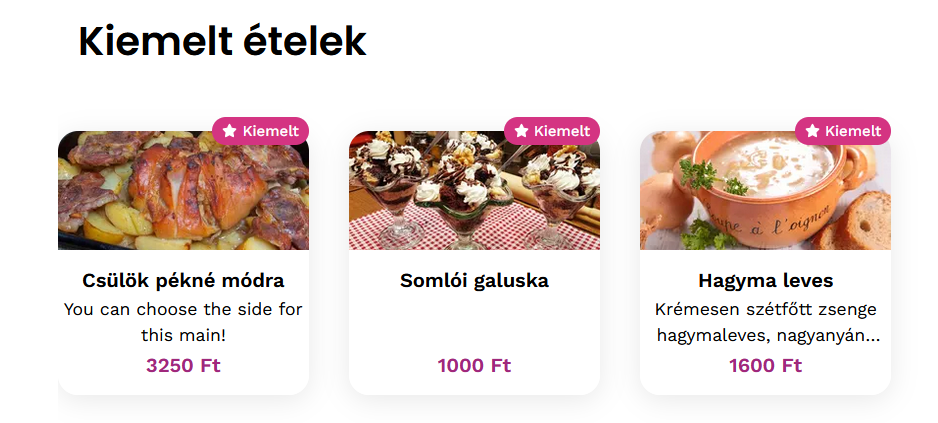 Kiemelt ételek
Kiemelt
Kiemelt
Kiemelt
Csülök pékné módra
You can choose the side for
this main!
3250 Ft
Somlói galuska
1000 Ft
soupe à l'oignon
Hagyma leves
Krémesen szétfőtt zsenge
hagymaleves, nagyanyán...
1600 Ft